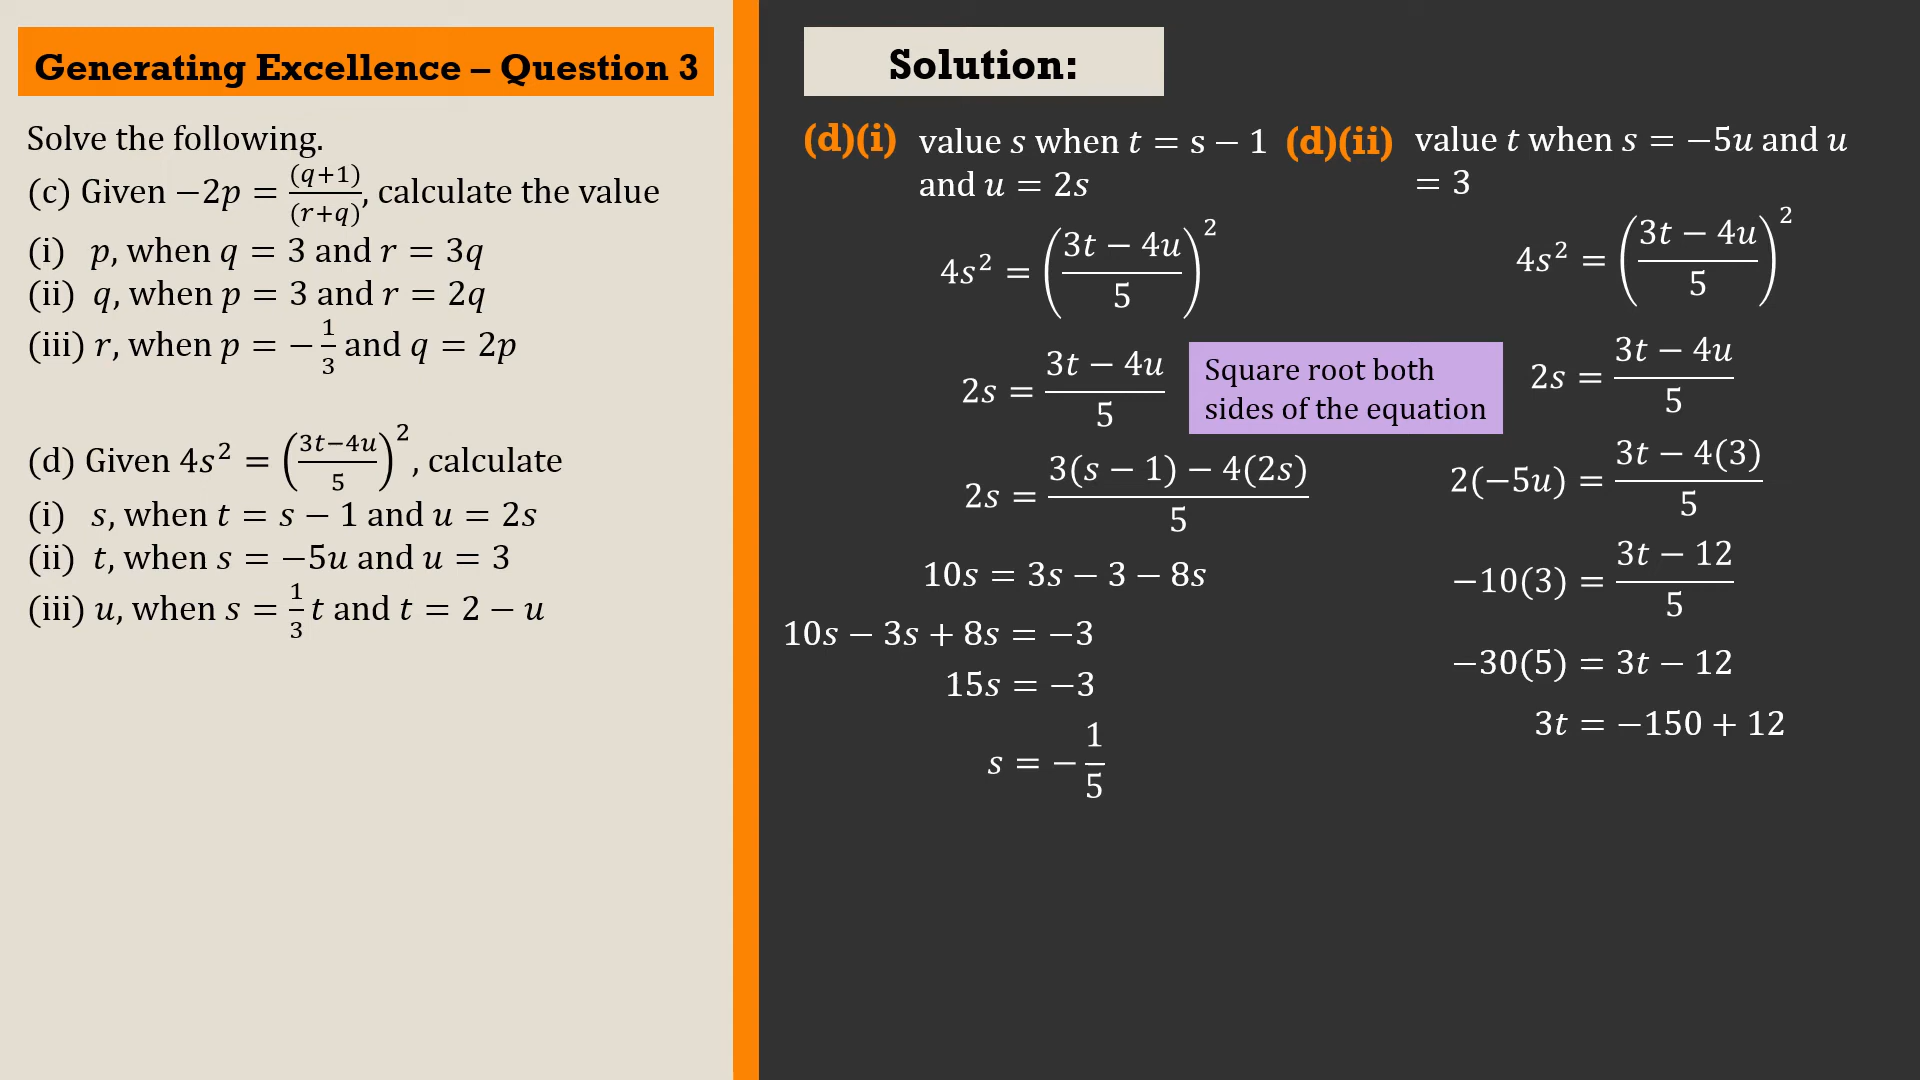 Generating Excellence – Question 3
Solve the following.
(c) Given −2p = (q+1)/(r+q), calculate the value
(i) p, when q = 3 and r = 3q
(ii) q, when p = 3 and r = 2q
(iii) r, when p = −1/3 and q = 2p
(d) Given 4s² = ((3t−4u)/5)², calculate
(i) s, when t = s − 1 and u = 2s
(ii) t, when s = −5u and u = 3
(iii) u, when s = 1/3 t and t = 2 − u
Solution:
(d)(i) value s when t = s − 1
and u = 2s
4s² = ((3t − 4u)/5)²
2s = (3t − 4u)/5
Square root both
sides of the equation
2s = (3(s − 1) − 4(2s))/5
10s = 3s − 3 − 8s
10s − 3s + 8s = −3
15s = −3
s = −1/5
(d)(ii) value t when s = −5u and u
= 3
4s² = ((3t − 4u)/5)²
2s = (3t − 4u)/5
2(−5u) = (3t − 4(3))/5
−10(3) = (3t − 12)/5
−30(5) = 3t − 12
3t = −150 + 12